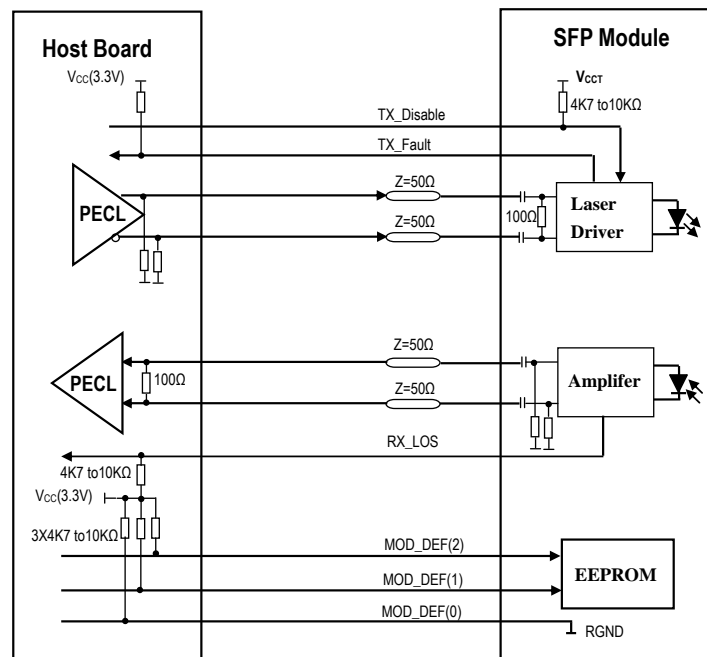 Host Board
SFP Module
VCC(3.3V)
VCCT
4K7 to10KΩ
TX_Disable
TX_Fault
Z=50Ω
PECL
Z=50Ω
100Ω
Laser
Driver
Z=50Ω
PECL
100Ω
Z=50Ω
Amplifer
RX_LOS
4K7 to10KΩ
VCC(3.3V)
3X4K7 to10KΩ
MOD_DEF(2)
EEPROM
MOD_DEF(1)
MOD_DEF(0)
RGND